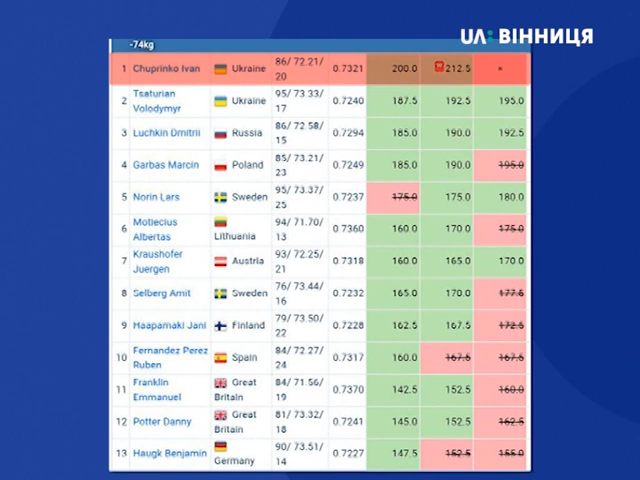 UA: ВІННИЦЯ
-74kg
1 Chuprinko Ivan Ukraine 86/ 72.21/ 20 0.7321 200.0 212.5 ×
2 Tsaturian Volodymyr Ukraine 95/ 73.33/ 17 0.7240 187.5 192.5 195.0
3 Luchkin Dmitrii Russia 86/ 72.58/ 15 0.7294 185.0 190.0 192.5
4 Garbas Marcin Poland 85/ 73.21/ 23 0.7249 185.0 190.0 195.0
5 Norin Lars Sweden 95/ 73.37/ 25 0.7237 175.0 175.0 180.0
6 Motiecius Albertas Lithuania 94/ 71.70/ 13 0.7360 160.0 170.0 175.0
7 Kraushofer Juergen Austria 93/ 72.25/ 21 0.7318 160.0 165.0 170.0
8 Selberg Amit Sweden 76/ 73.44/ 16 0.7232 165.0 170.0 177.5
9 Haapamaki Jani Finland 79/ 73.50/ 22 0.7228 162.5 167.5 172.5
10 Fernandez Perez Ruben Spain 84/ 72.27/ 24 0.7317 160.0 167.5 167.5
11 Franklin Emmanuel Great Britain 84/ 71.56/ 19 0.7370 142.5 152.5 160.0
12 Potter Danny Great Britain 81/ 73.32/ 18 0.7241 145.0 152.5 162.5
13 Haugk Benjamin Germany 90/ 73.51/ 14 0.7227 147.5 152.5 155.0